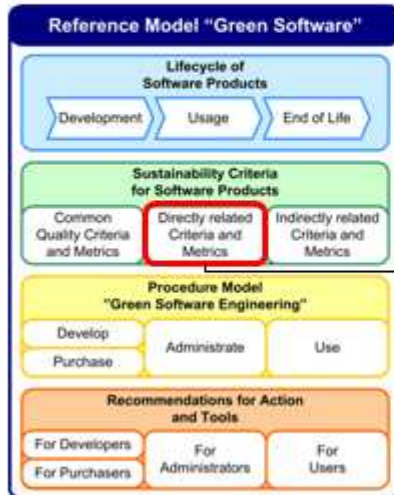 Reference Model "Green Software"
Lifecycle of
Software Products
Development
Usage
End of Life
Sustainability Criteria
for Software Products
Common
Quality Criteria
and Metrics
Directly related
Criteria and
Metrics
Indirectly related
Criteria and
Metrics
Procedure Model
"Green Software Engineering"
Develop
Purchase
Administrate
Use
Recommendations for Action
and Tools
For Developers
For Purchasers
For
Administrators
For
Users